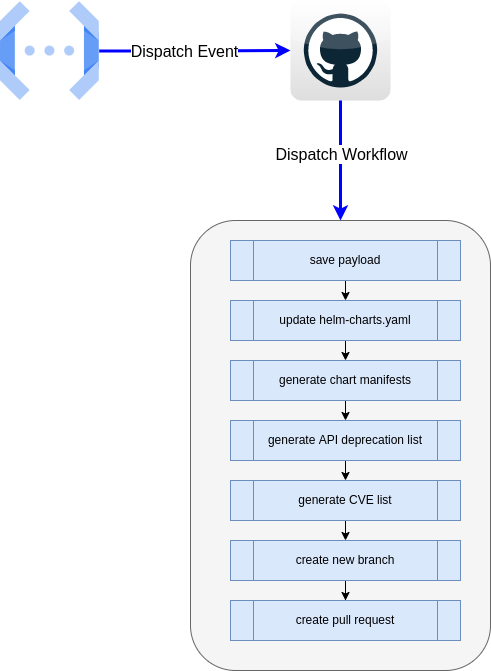 Dispatch Event
Dispatch Workflow
save payload
update helm-charts.yaml
generate chart manifests
generate API deprecation list
generate CVE list
create new branch
create pull request